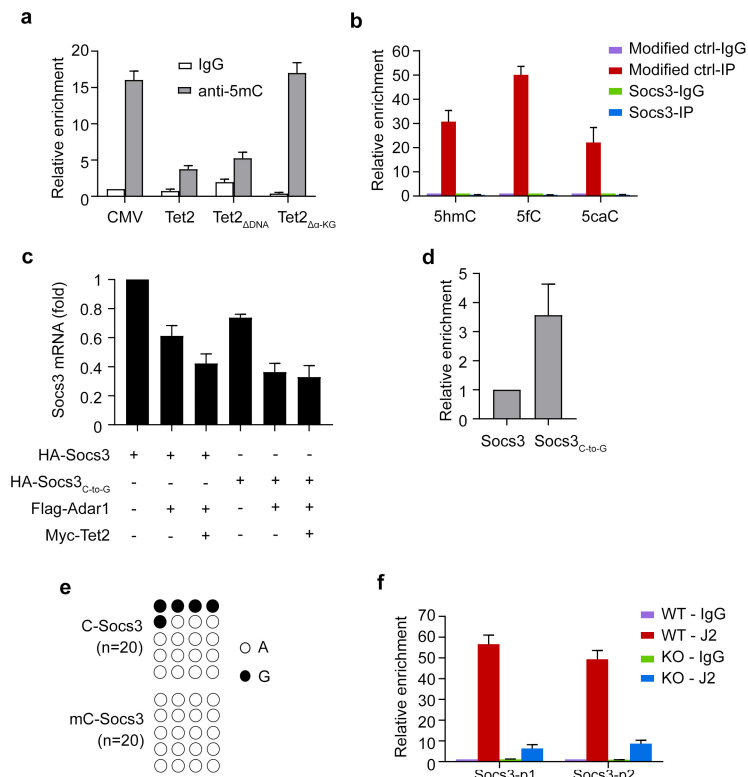 a
Relative enrichment
20
15
10
5
0
IgG
anti-5mC
CMV Tet2 Tet2ΔDNA Tet2Δα-KG
b
Relative enrichment
60
50
40
30
20
10
0
Modified ctrl-IgG
Modified ctrl-IP
Socs3-IgG
Socs3-IP
5hmC 5fC 5caC
c
Socs3 mRNA (fold)
1
0.8
0.6
0.4
0.2
0
HA-Socs3 + + + - - -
HA-Socs3C-to-G - - - + + +
Flag-Adar1 - + + - + +
Myc-Tet2 - - + - - +
d
Relative enrichment
5
4
3
2
1
0
Socs3 Socs3C-to-G
e
C-Socs3
(n=20)
mC-Socs3
(n=20)
A
G
f
Relative enrichment
70
60
50
40
30
20
10
0
WT - IgG
WT - J2
KO - IgG
KO - J2
Socs3-p1 Socs3-p2